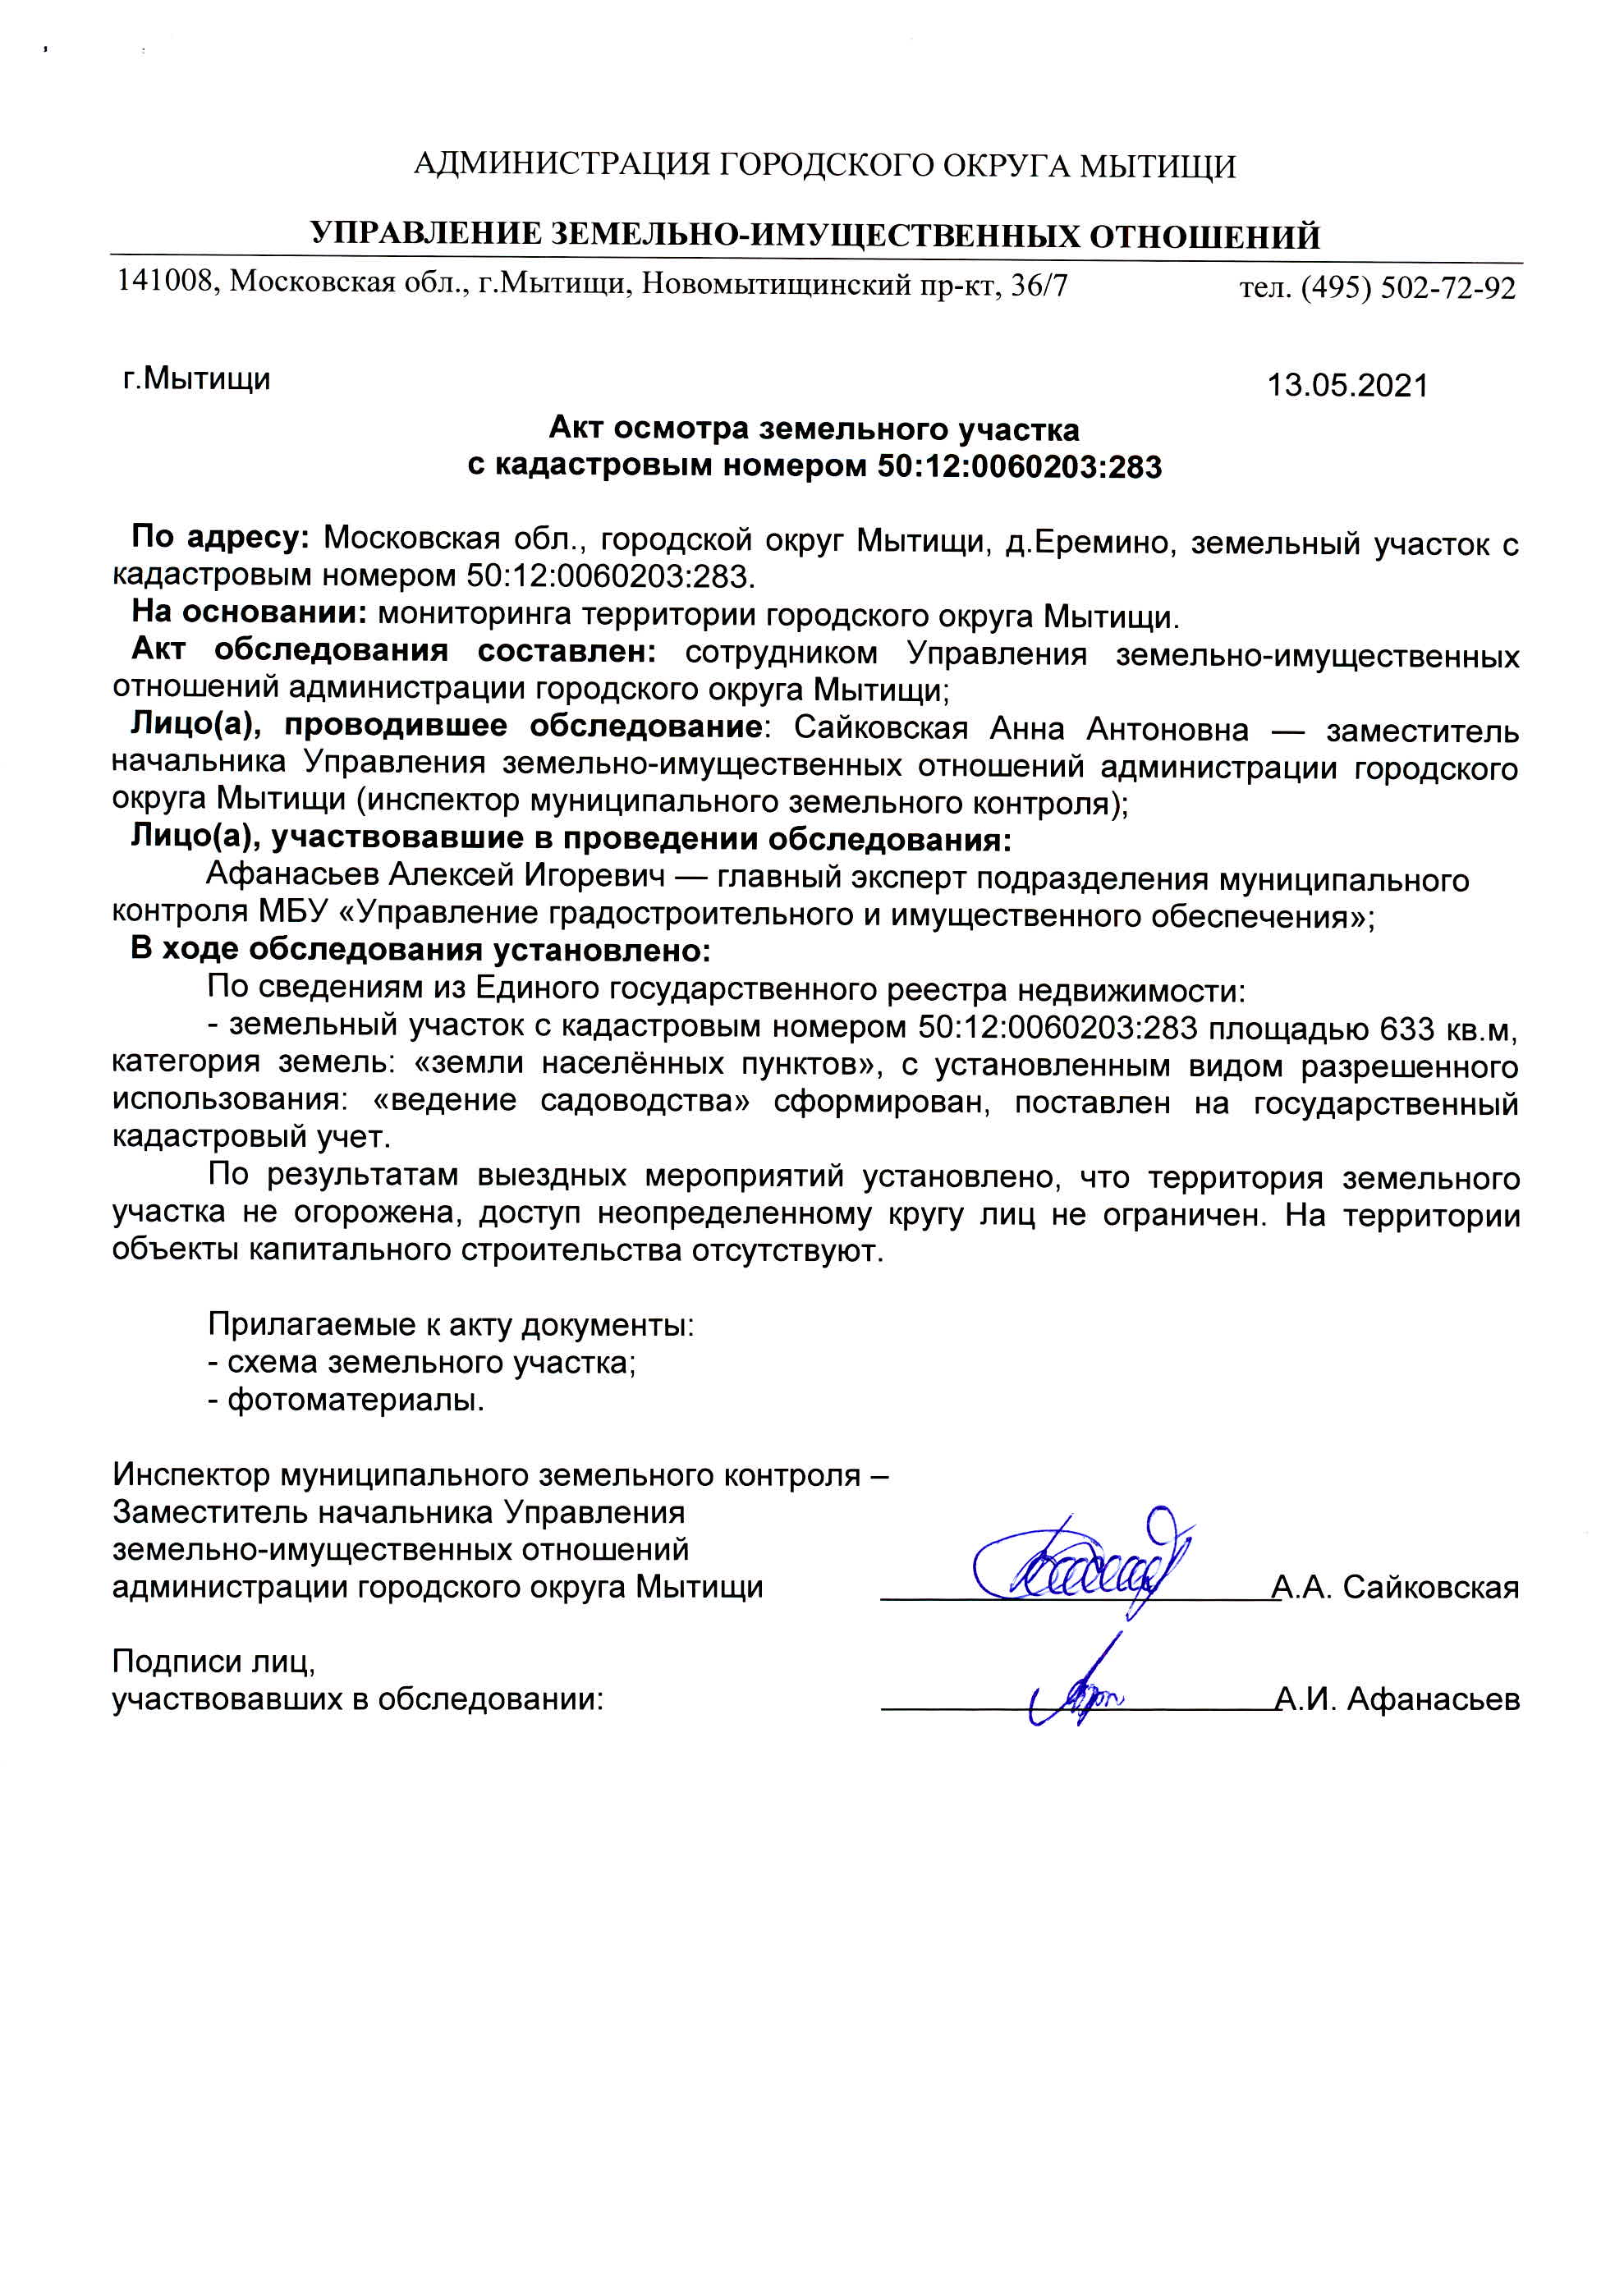 АДМИНИСТРАЦИЯ ГОРОДСКОГО ОКРУГА МЫТИЩИ
УПРАВЛЕНИЕ ЗЕМЕЛЬНО-ИМУЩЕСТВЕННЫХ ОТНОШЕНИЙ
141008, Московская обл., г.Мытищи, Новомытищинский пр-кт, 36/7 тел. (495) 502-72-92
г.Мытищи 13.05.2021
Акт осмотра земельного участка
с кадастровым номером 50:12:0060203:283
По адресу: Московская обл., городской округ Мытищи, д.Еремино, земельный участок с
кадастровым номером 50:12:0060203:283.
На основании: мониторинга территории городского округа Мытищи.
Акт обследования составлен: сотрудником Управления земельно-имущественных
отношений администрации городского округа Мытищи;
Лицо(а), проводившее обследование: Сайковская Анна Антоновна — заместитель
начальника Управления земельно-имущественных отношений администрации городского
округа Мытищи (инспектор муниципального земельного контроля);
Лицо(а), участвовавшие в проведении обследования:
Афанасьев Алексей Игоревич — главный эксперт подразделения муниципального
контроля МБУ «Управление градостроительного и имущественного обеспечения»;
В ходе обследования установлено:
По сведениям из Единого государственного реестра недвижимости:
- земельный участок с кадастровым номером 50:12:0060203:283 площадью 633 кв.м,
категория земель: «земли населённых пунктов», с установленным видом разрешенного
использования: «ведение садоводства» сформирован, поставлен на государственный
кадастровый учет.
По результатам выездных мероприятий установлено, что территория земельного
участка не огорожена, доступ неопределенному кругу лиц не ограничен. На территории
объекты капитального строительства отсутствуют.
Прилагаемые к акту документы:
- схема земельного участка;
- фотоматериалы.
Инспектор муниципального земельного контроля –
Заместитель начальника Управления
земельно-имущественных отношений
администрации городского округа Мытищи А.А. Сайковская
Подписи лиц,
участвовавших в обследовании: А.И. Афанасьев